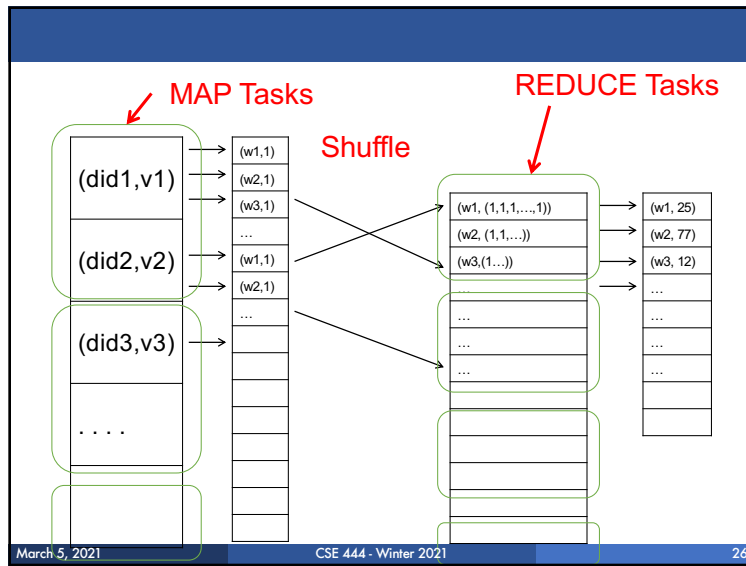 MAP Tasks
REDUCE Tasks
Shuffle
(did1,v1)
(did2,v2)
(did3,v3)
. . . .
(w1,1)
(w2,1)
(w3,1)
…
(w1,1)
(w2,1)
…
(w1, (1,1,1,…,1))
(w2, (1,1,…))
(w3,(1…))
…
…
…
…
(w1, 25)
(w2, 77)
(w3, 12)
…
…
…
…
March 5, 2021
CSE 444 - Winter 2021
26